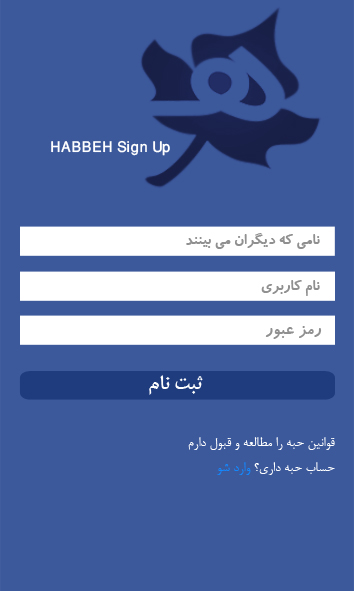 HABBEH Sign Up
نامی که دیگران می بینند
نام کاربری
رمز عبور
ثبت نام
قوانین حبه را مطالعه و قبول دارم
حساب حبه داری؟ وارد شو